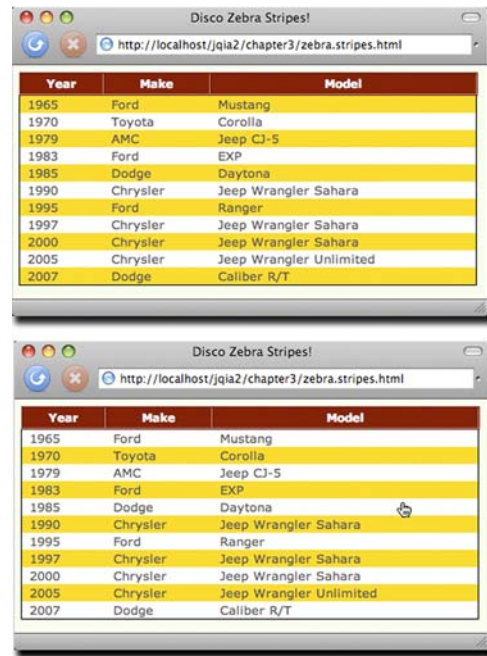 Disco Zebra Stripes!
http://localhost/jqia2/chapter3/zebra.stripes.html
Year Make Model
1965 Ford Mustang
1970 Toyota Corolla
1979 AMC Jeep CJ-5
1983 Ford EXP
1985 Dodge Daytona
1990 Chrysler Jeep Wrangler Sahara
1995 Ford Ranger
1997 Chrysler Jeep Wrangler Sahara
2000 Chrysler Jeep Wrangler Sahara
2005 Chrysler Jeep Wrangler Unlimited
2007 Dodge Caliber R/T
Disco Zebra Stripes!
http://localhost/jqia2/chapter3/zebra.stripes.html
Year Make Model
1965 Ford Mustang
1970 Toyota Corolla
1979 AMC Jeep CJ-5
1983 Ford EXP
1985 Dodge Daytona
1990 Chrysler Jeep Wrangler Sahara
1995 Ford Ranger
1997 Chrysler Jeep Wrangler Sahara
2000 Chrysler Jeep Wrangler Sahara
2005 Chrysler Jeep Wrangler Unlimited
2007 Dodge Caliber R/T